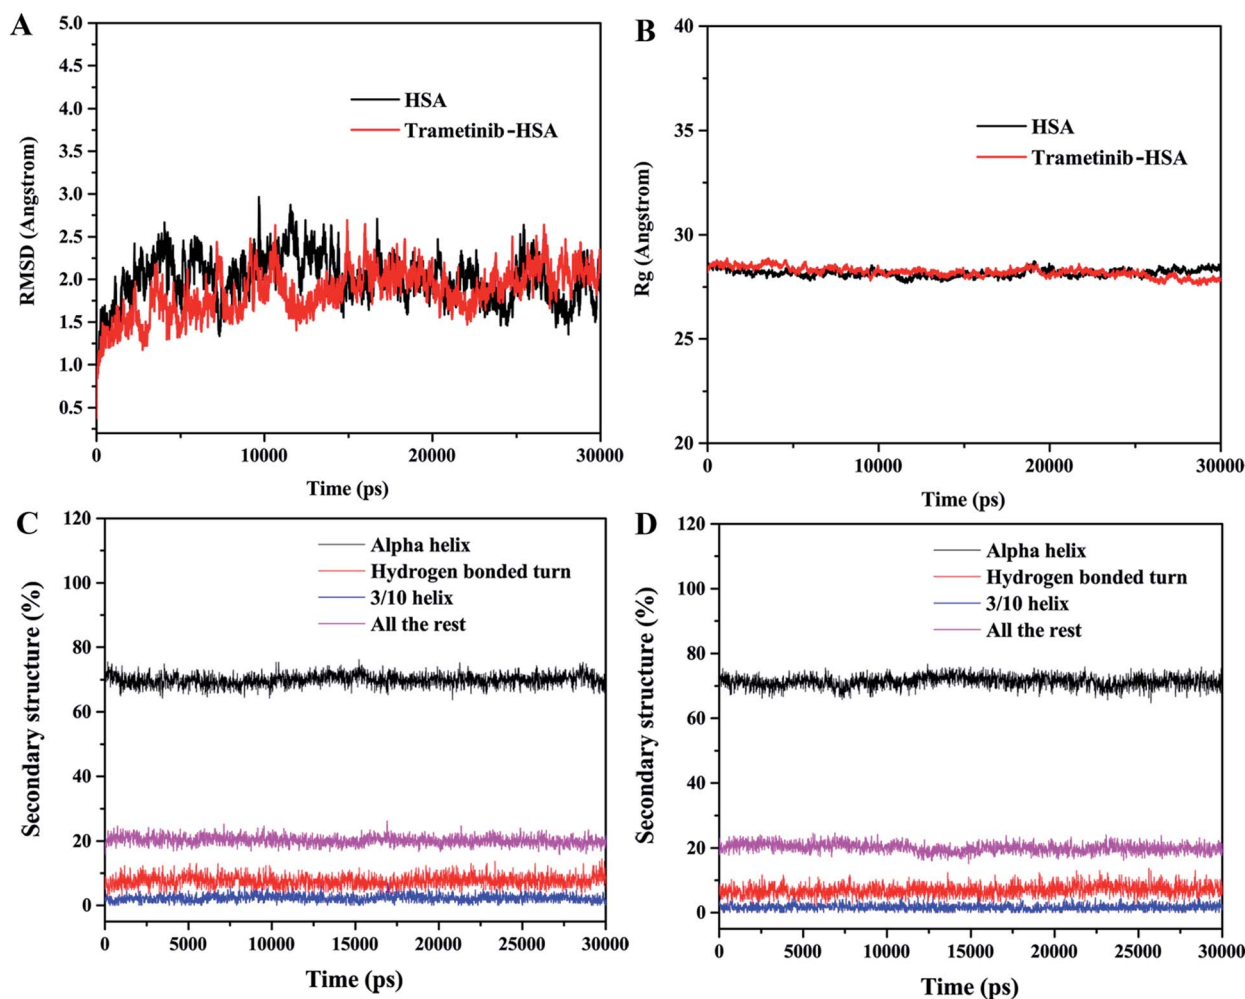 A
5.0
4.5
4.0
3.5
3.0
2.5
2.0
1.5
1.0
0.5
RMSD (Angstrom)
HSA
Trametinib-HSA
0 10000 20000 30000
Time (ps)
B
40
35
30
25
20
Rg (Angstrom)
HSA
Trametinib-HSA
0 10000 20000 30000
Time (ps)
C
120
100
80
60
40
20
0
Secondary structure (%)
Alpha helix
Hydrogen bonded turn
3/10 helix
All the rest
0 5000 10000 15000 20000 25000 30000
Time (ps)
D
120
100
80
60
40
20
0
Secondary structure (%)
Alpha helix
Hydrogen bonded turn
3/10 helix
All the rest
0 5000 10000 15000 20000 25000 30000
Time (ps)